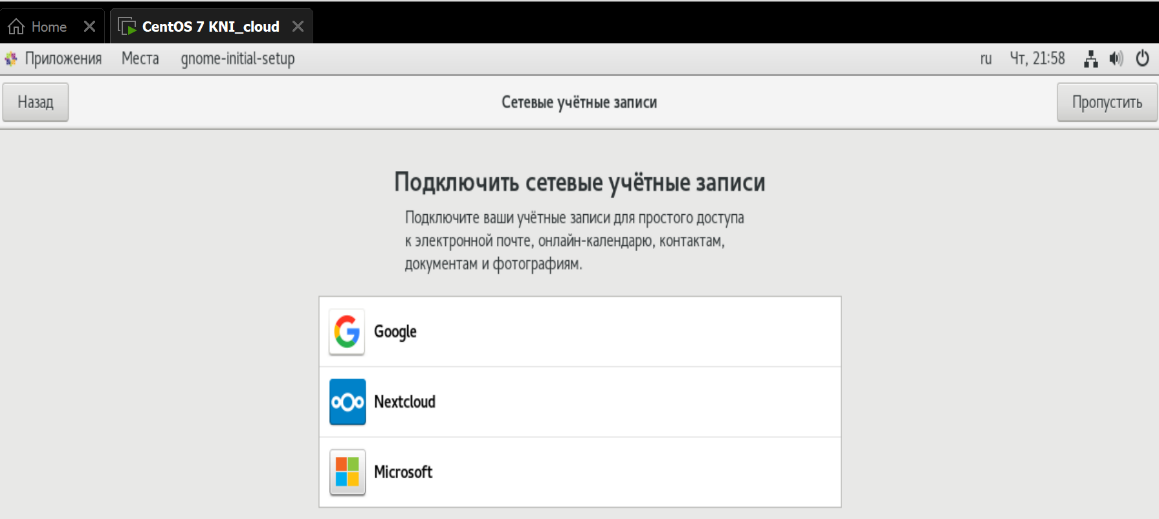 Home
CentOS 7 KNI_cloud
Приложения Места gnome-initial-setup ru Чт, 21:58
Назад Сетевые учётные записи Пропустить
Подключить сетевые учётные записи
Подключите ваши учётные записи для простого доступа
к электронной почте, онлайн-календарю, контактам,
документам и фотографиям.
Google
Nextcloud
Microsoft